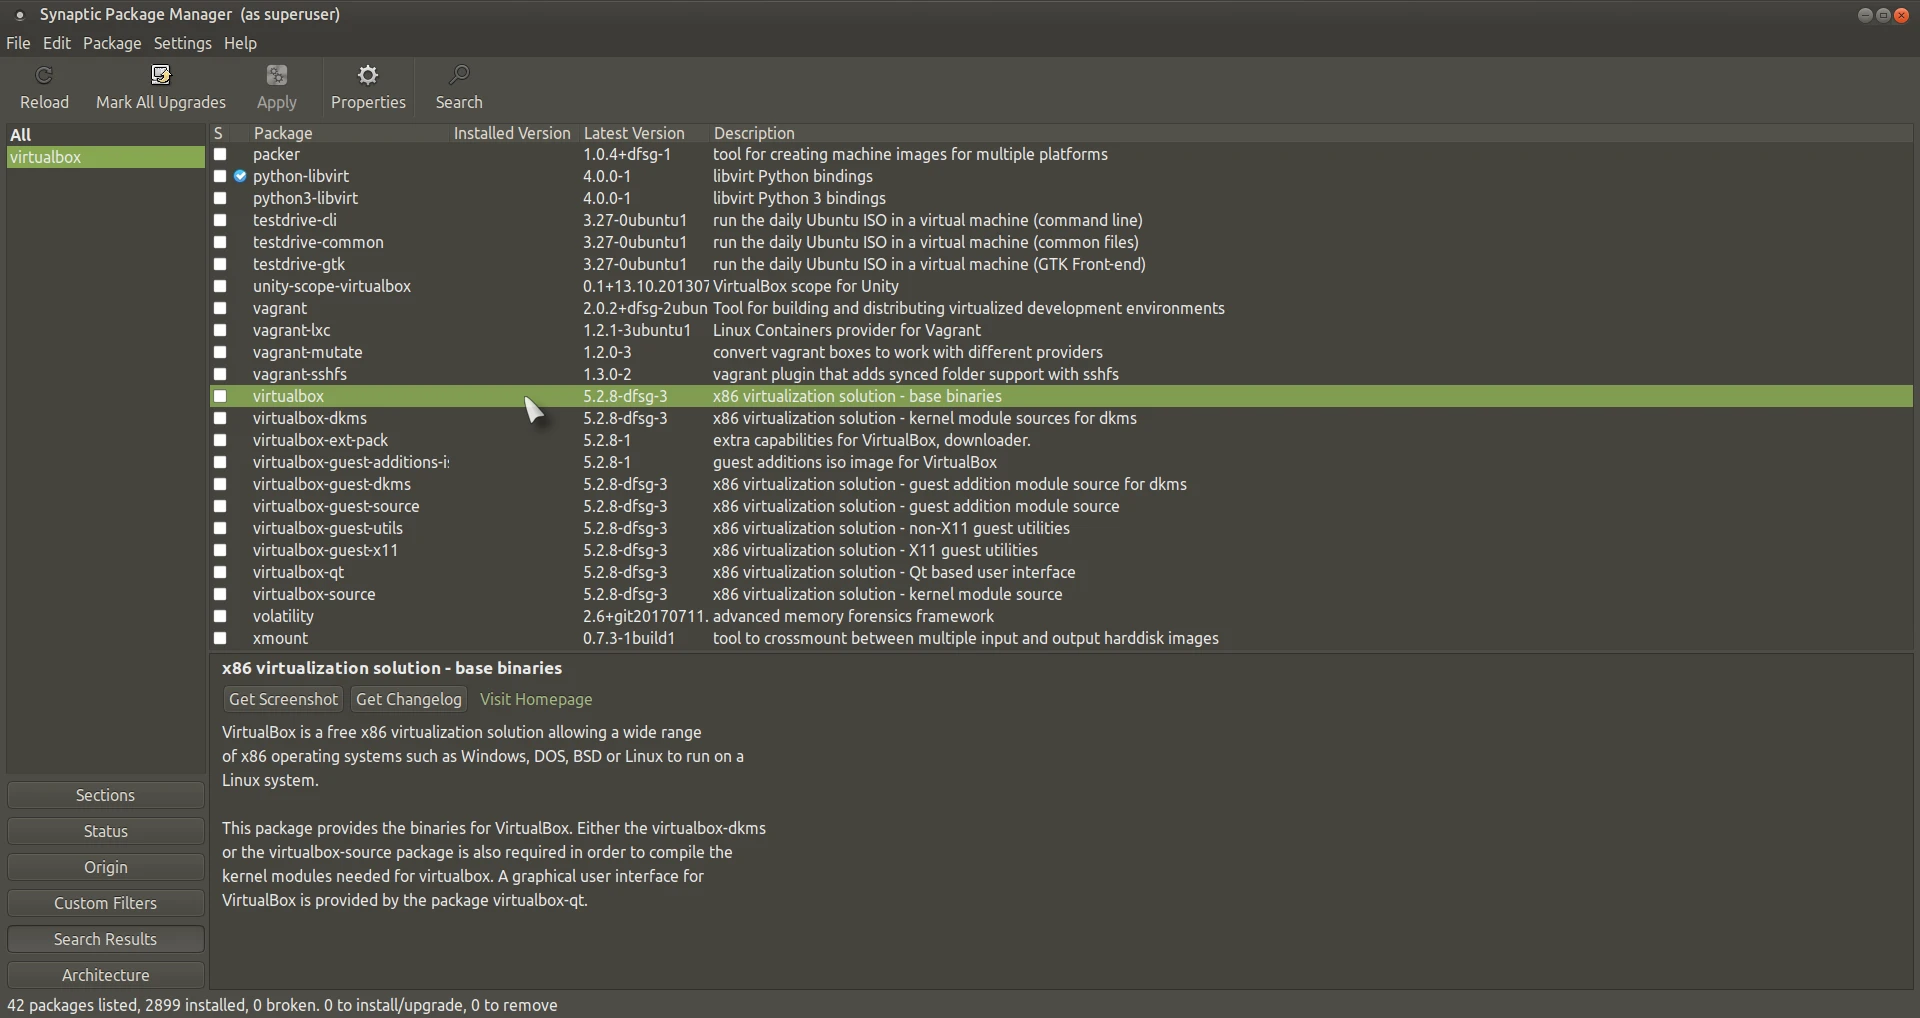 Synaptic Package Manager (as superuser)
File Edit Package Settings Help
Reload Mark All Upgrades Apply Properties Search
All
virtualbox
S Package Installed Version Latest Version Description
packer 1.0.4+dfsg-1 tool for creating machine images for multiple platforms
python-libvirt 4.0.0-1 libvirt Python bindings
python3-libvirt 4.0.0-1 libvirt Python 3 bindings
testdrive-cli 3.27-0ubuntu1 run the daily Ubuntu ISO in a virtual machine (command line)
testdrive-common 3.27-0ubuntu1 run the daily Ubuntu ISO in a virtual machine (common files)
testdrive-gtk 3.27-0ubuntu1 run the daily Ubuntu ISO in a virtual machine (GTK Front-end)
unity-scope-virtualbox 0.1+13.10.201307 VirtualBox scope for Unity
vagrant 2.0.2+dfsg-2ubun Tool for building and distributing virtualized development environments
vagrant-lxc 1.2.1-3ubuntu1 Linux Containers provider for Vagrant
vagrant-mutate 1.2.0-3 convert vagrant boxes to work with different providers
vagrant-sshfs 1.3.0-2 vagrant plugin that adds synced folder support with sshfs
virtualbox 5.2.8-dfsg-3 x86 virtualization solution - base binaries
virtualbox-dkms 5.2.8-dfsg-3 x86 virtualization solution - kernel module sources for dkms
virtualbox-ext-pack 5.2.8-1 extra capabilities for VirtualBox, downloader.
virtualbox-guest-additions-is 5.2.8-1 guest additions iso image for VirtualBox
virtualbox-guest-dkms 5.2.8-dfsg-3 x86 virtualization solution - guest addition module source for dkms
virtualbox-guest-source 5.2.8-dfsg-3 x86 virtualization solution - guest addition module source
virtualbox-guest-utils 5.2.8-dfsg-3 x86 virtualization solution - non-X11 guest utilities
virtualbox-guest-x11 5.2.8-dfsg-3 x86 virtualization solution - X11 guest utilities
virtualbox-qt 5.2.8-dfsg-3 x86 virtualization solution - Qt based user interface
virtualbox-source 5.2.8-dfsg-3 x86 virtualization solution - kernel module source
volatility 2.6+git20170711. advanced memory forensics framework
xmount 0.7.3-1build1 tool to crossmount between multiple input and output harddisk images
x86 virtualization solution - base binaries
Get Screenshot Get Changelog Visit Homepage
VirtualBox is a free x86 virtualization solution allowing a wide range
of x86 operating systems such as Windows, DOS, BSD or Linux to run on a
Linux system.
This package provides the binaries for VirtualBox. Either the virtualbox-dkms
or the virtualbox-source package is also required in order to compile the
kernel modules needed for virtualbox. A graphical user interface for
VirtualBox is provided by the package virtualbox-qt.
Sections
Status
Origin
Custom Filters
Search Results
Architecture
42 packages listed, 2899 installed, 0 broken. 0 to install/upgrade, 0 to remove